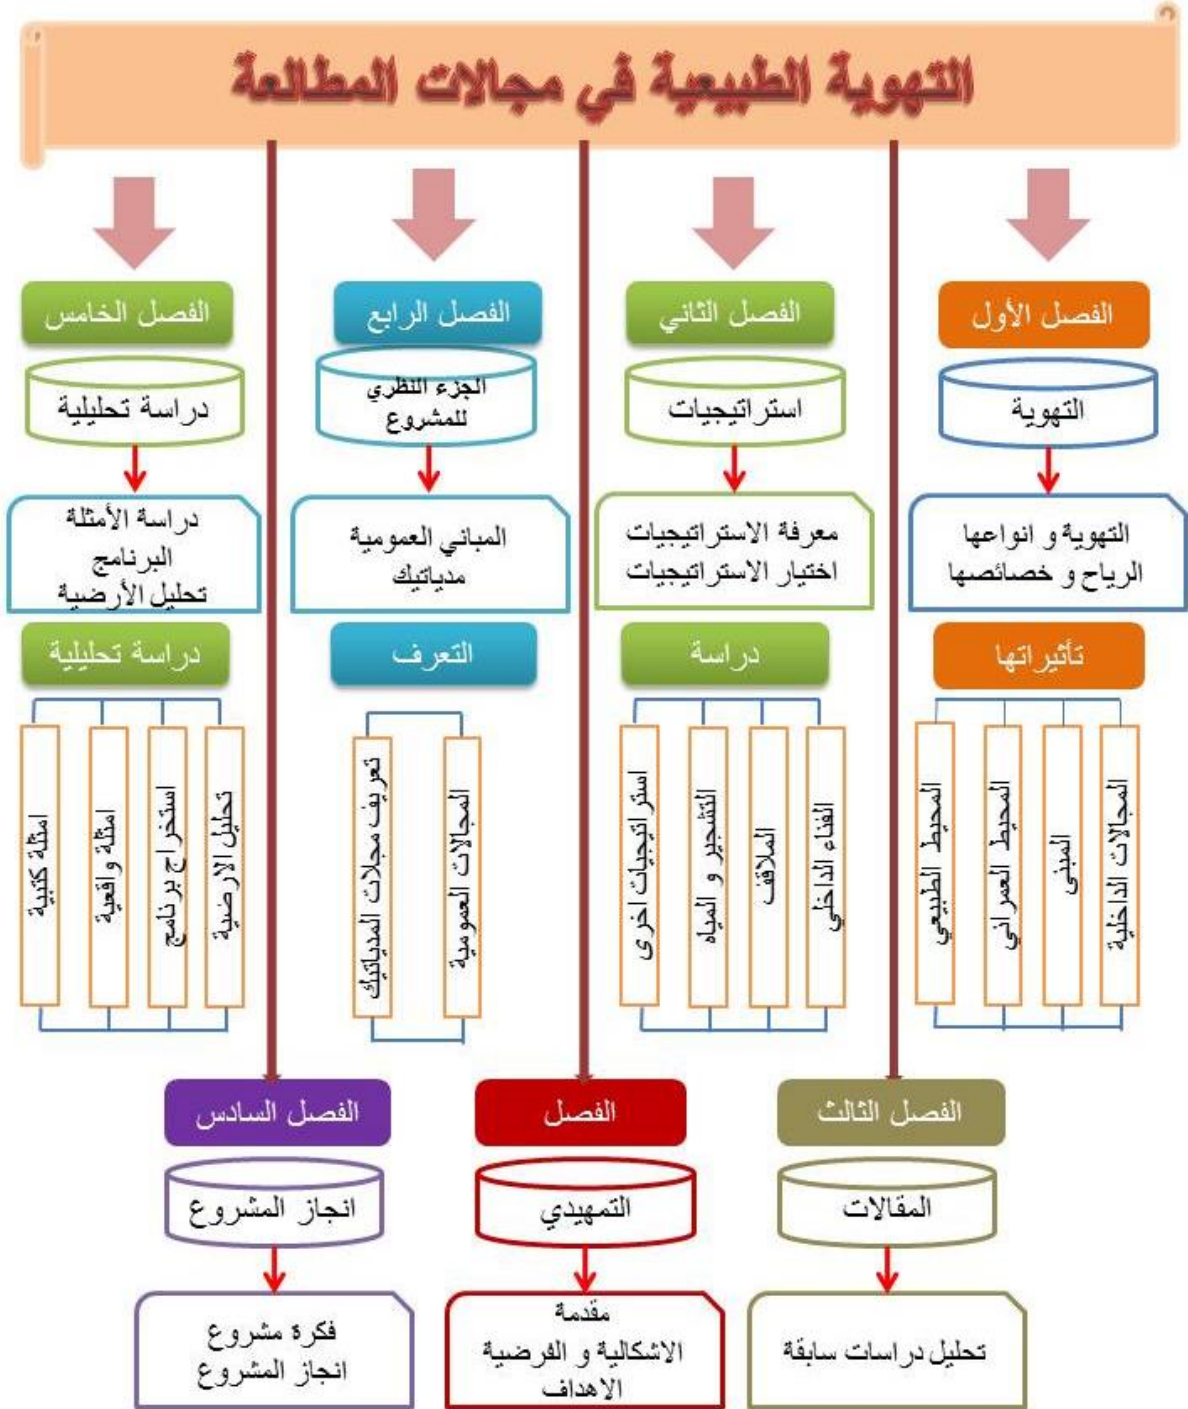 التهوية الطبيعية في مجالات المطالعة
الفصل الأول
التهوية
التهوية و انواعها
الرياح و خصائصها
تأثيراتها
المجالات الداخلية
المبنى
المحيط العمراني
المحيط الطبيعي
الفصل الثاني
استراتيجيات
معرفة الاستراتيجيات
اختيار الاستراتيجيات
دراسة
الفناء الداخلي
الملاقف
التشجير و المياه
استراتيجيات اخرى
الفصل الرابع
الجزء النظري
للمشروع
المباني العمومية
مدياتيك
التعرف
المجالات العمومية
تعريف مجلات المدياتيك
الفصل الخامس
دراسة تحليلية
دراسة الأمثلة
البرنامج
تحليل الأرضية
دراسة تحليلية
تحليل الارضية
استخراج برنامج
امثلة واقعية
امثلة كتبية
الفصل الثالث
المقالات
تحليل دراسات سابقة
الفصل
التمهيدي
مقدمة
الاشكالية و الفرضية
الاهداف
الفصل السادس
انجاز المشروع
فكرة مشروع
انجاز المشروع